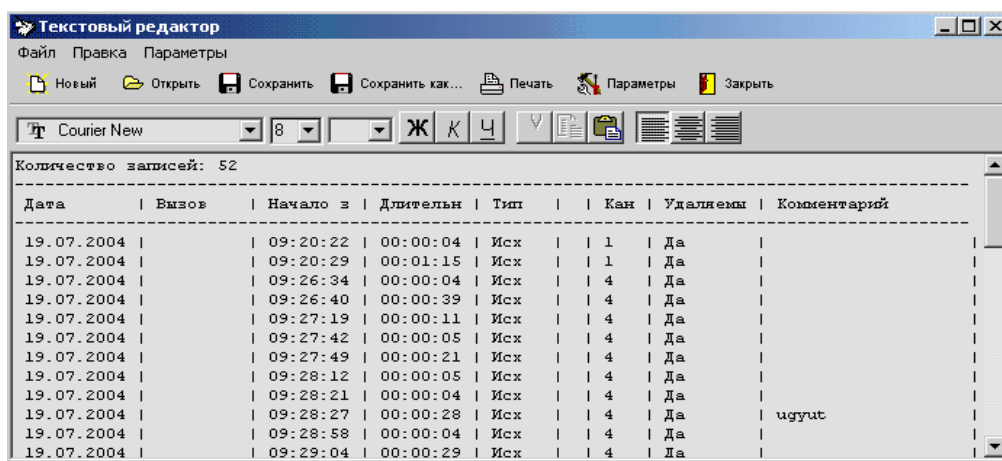 Текстовый редактор
Файл Правка Параметры
Новый Открыть Сохранить Сохранить как... Печать Параметры Закрыть
Courier New 8 Ж К Ч
Количество записей: 52
Дата | Вызов | Начало з | Длительн | Тип | | Кан | Удаляемы | Комментарий
19.07.2004 | | 09:20:22 | 00:00:04 | Исх | | 1 | Да | |
19.07.2004 | | 09:20:29 | 00:01:15 | Исх | | 1 | Да | |
19.07.2004 | | 09:26:34 | 00:00:04 | Исх | | 4 | Да | |
19.07.2004 | | 09:26:40 | 00:00:39 | Исх | | 4 | Да | |
19.07.2004 | | 09:27:19 | 00:00:11 | Исх | | 4 | Да | |
19.07.2004 | | 09:27:42 | 00:00:05 | Исх | | 4 | Да | |
19.07.2004 | | 09:27:49 | 00:00:21 | Исх | | 4 | Да | |
19.07.2004 | | 09:28:12 | 00:00:05 | Исх | | 4 | Да | |
19.07.2004 | | 09:28:21 | 00:00:04 | Исх | | 4 | Да | |
19.07.2004 | | 09:28:27 | 00:00:28 | Исх | | 4 | Да | ugyut |
19.07.2004 | | 09:28:58 | 00:00:04 | Исх | | 4 | Да | |
19.07.2004 | | 09:29:04 | 00:00:29 | Исх | | 4 | Да | |